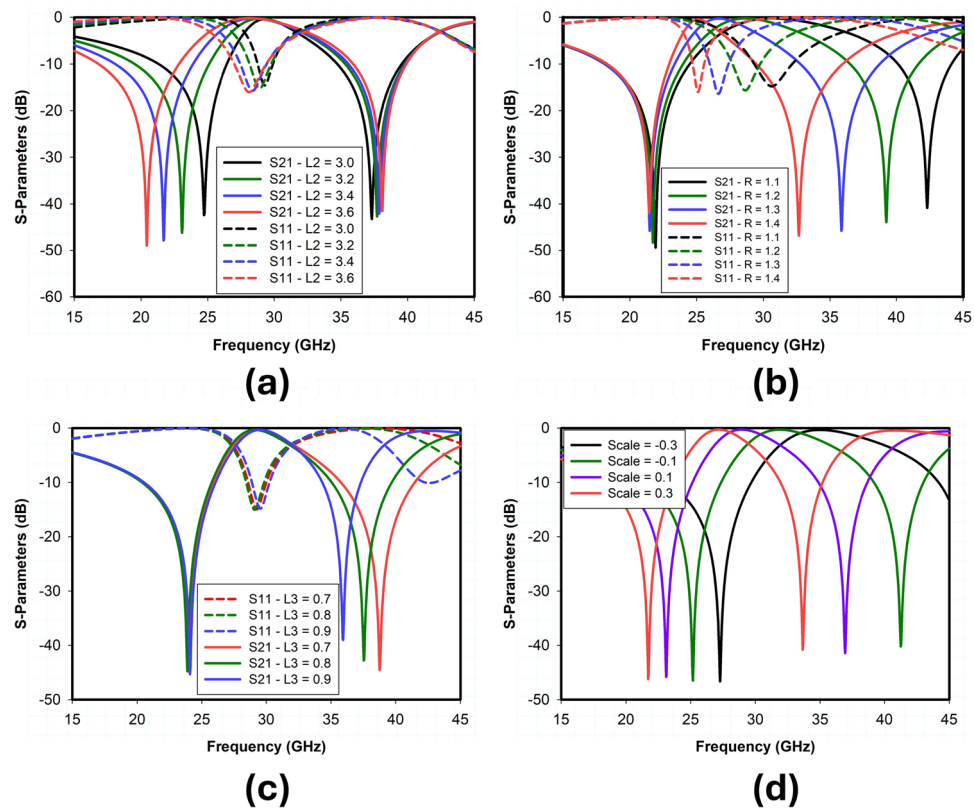 0
-10
-20
-30
-40
-50
-60
S-Parameters (dB)
S21 - L2 = 3.0
S21 - L2 = 3.2
S21 - L2 = 3.4
S21 - L2 = 3.6
S11 - L2 = 3.0
S11 - L2 = 3.2
S11 - L2 = 3.4
S11 - L2 = 3.6
15 20 25 30 35 40 45
Frequency (GHz)
(a)
0
-10
-20
-30
-40
-50
-60
S-Parameters (dB)
S21 - R = 1.1
S21 - R = 1.2
S21 - R = 1.3
S21 - R = 1.4
S11 - R = 1.1
S11 - R = 1.2
S11 - R = 1.3
S11 - R = 1.4
15 20 25 30 35 40 45
Frequency (GHz)
(b)
0
-10
-20
-30
-40
-50
S-Parameters (dB)
S11 - L3 = 0.7
S11 - L3 = 0.8
S11 - L3 = 0.9
S21 - L3 = 0.7
S21 - L3 = 0.8
S21 - L3 = 0.9
15 20 25 30 35 40 45
Frequency (GHz)
(c)
0
-10
-20
-30
-40
-50
S-Parameters (dB)
Scale = -0.3
Scale = -0.1
Scale = 0.1
Scale = 0.3
15 20 25 30 35 40 45
Frequency (GHz)
(d)